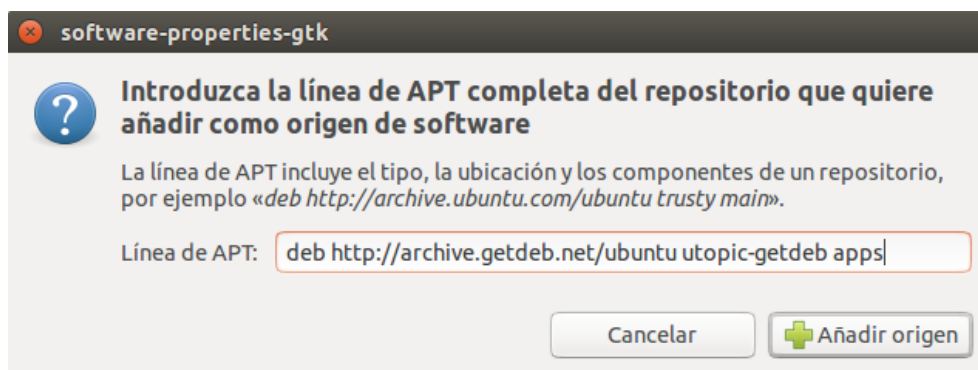 software-properties-gtk
Introduzca la línea de APT completa del repositorio que quiere
añadir como origen de software
La línea de APT incluye el tipo, la ubicación y los componentes de un repositorio,
por ejemplo «deb http://archive.ubuntu.com/ubuntu trusty main».
Línea de APT: deb http://archive.getdeb.net/ubuntu utopic-getdeb apps
Cancelar Añadir origen